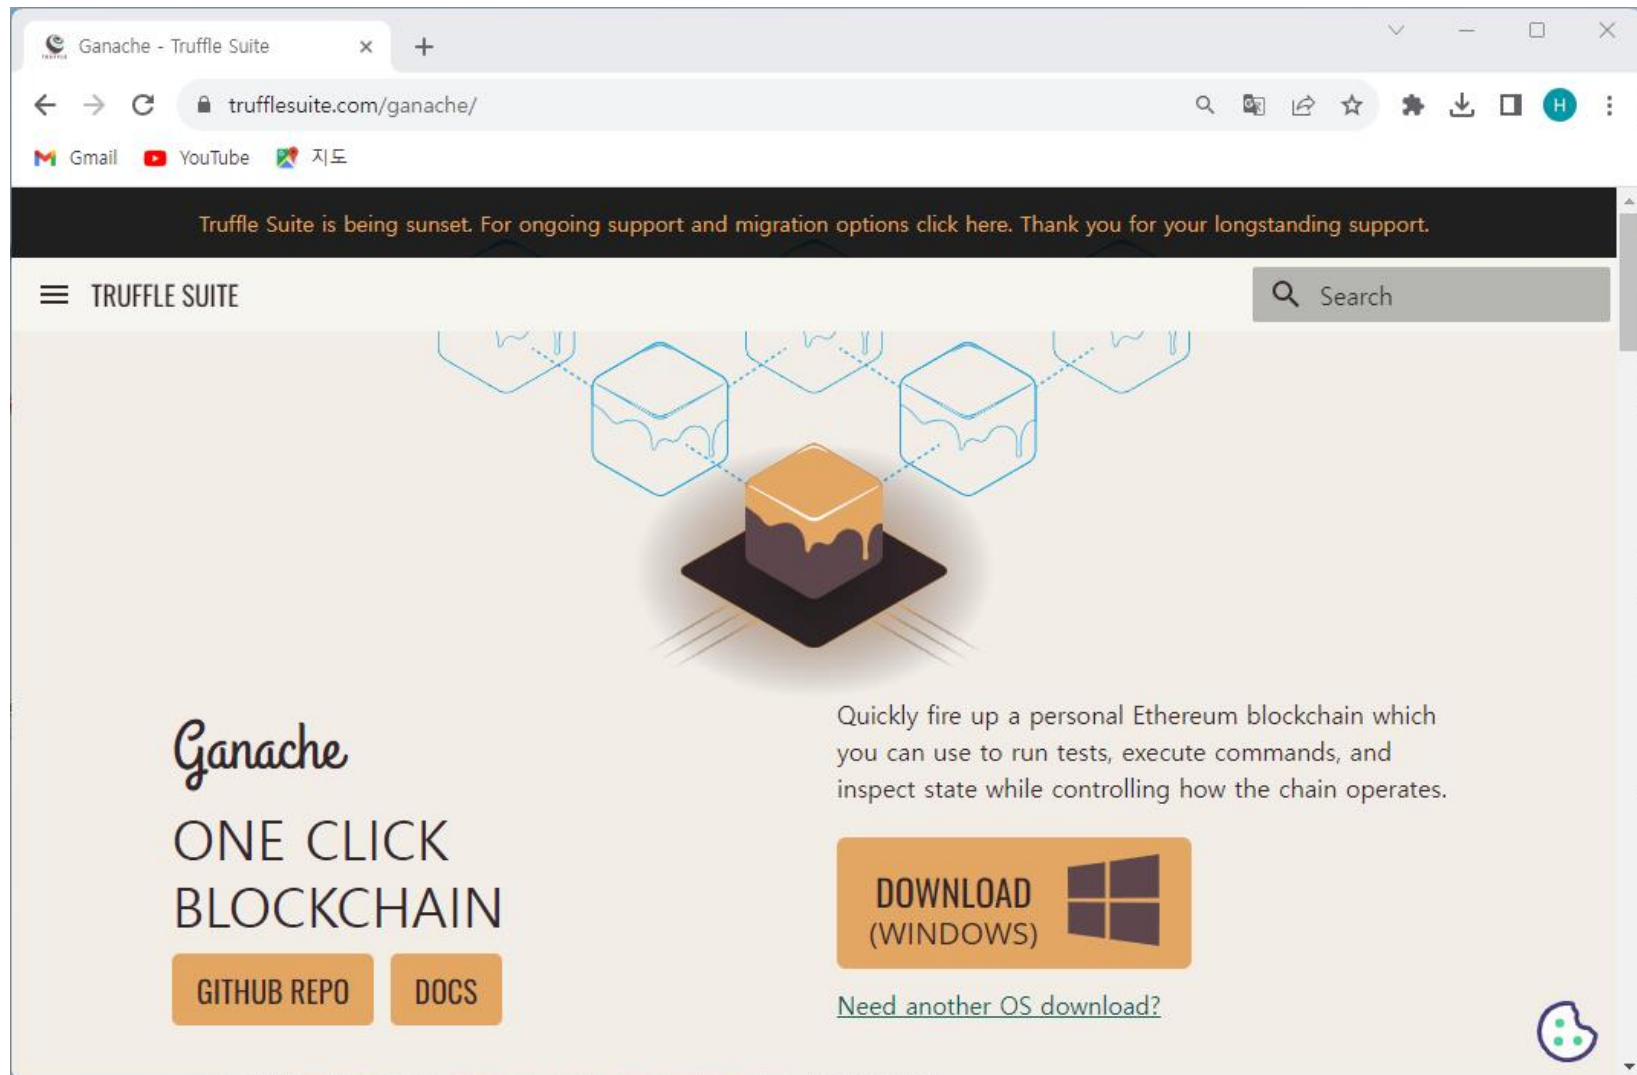 Ganache - Truffle Suite
trufflesuite.com/ganache/
H
Gmail YouTube 지도
Truffle Suite is being sunset. For ongoing support and migration options click here. Thank you for your longstanding support.
TRUFFLE SUITE
Search
Ganache
ONE CLICK
BLOCKCHAIN
GITHUB REPO DOCS
Quickly fire up a personal Ethereum blockchain which
you can use to run tests, execute commands, and
inspect state while controlling how the chain operates.
DOWNLOAD
(WINDOWS)
Need another OS download?